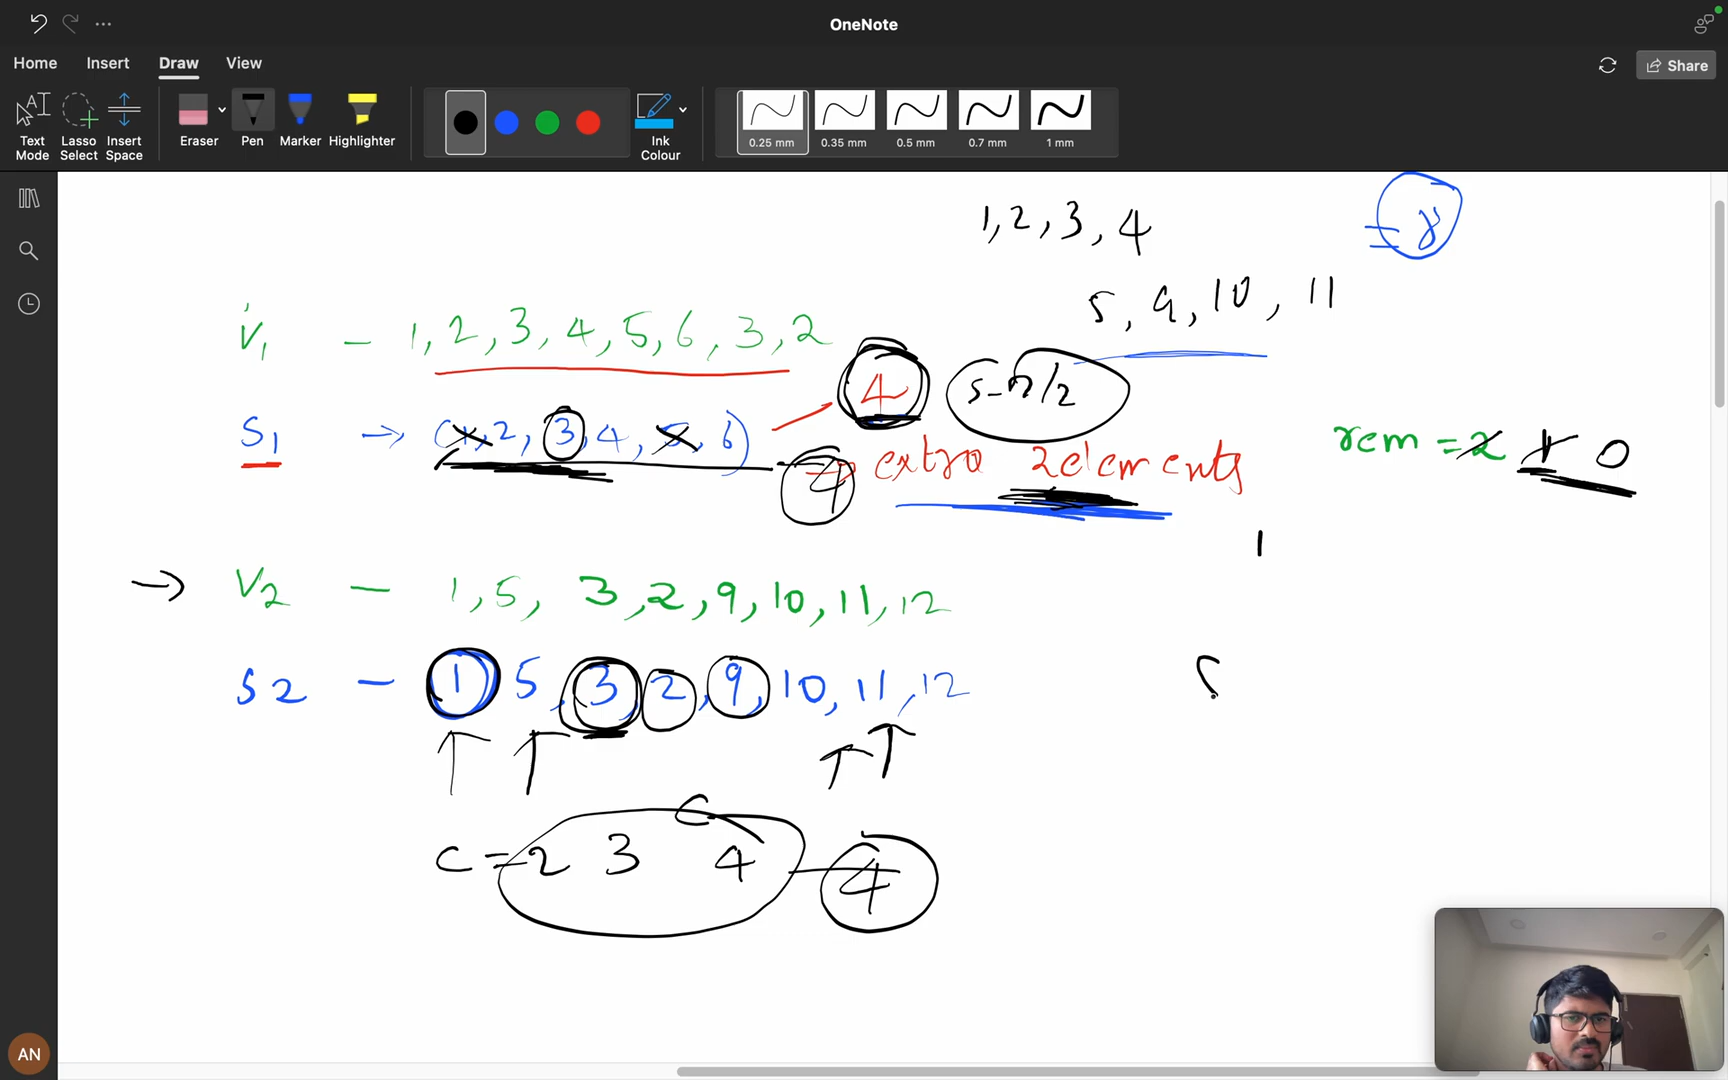 OneNote
Home Insert Draw View
Share
Text Mode
Lasso Select
Insert Space
Eraser
Pen
Marker
Highlighter
Ink Colour
0.25 mm
0.35 mm
0.5 mm
0.7 mm
1 mm
1, 2, 3, 4
= 8
5, 9, 10, 11
V1 - 1, 2, 3, 4, 5, 6, 3, 2
4
S-n/2
S1 → (1, 2, 3, 4, 5, 6)
4
extra 2elements
rem = 2 1 0
1
→ V2 - 1, 5, 3, 2, 9, 10, 11, 12
S2 - 1 5, 3, 2, 9, 10, 11, 12
C = 2 3 4
4
AN